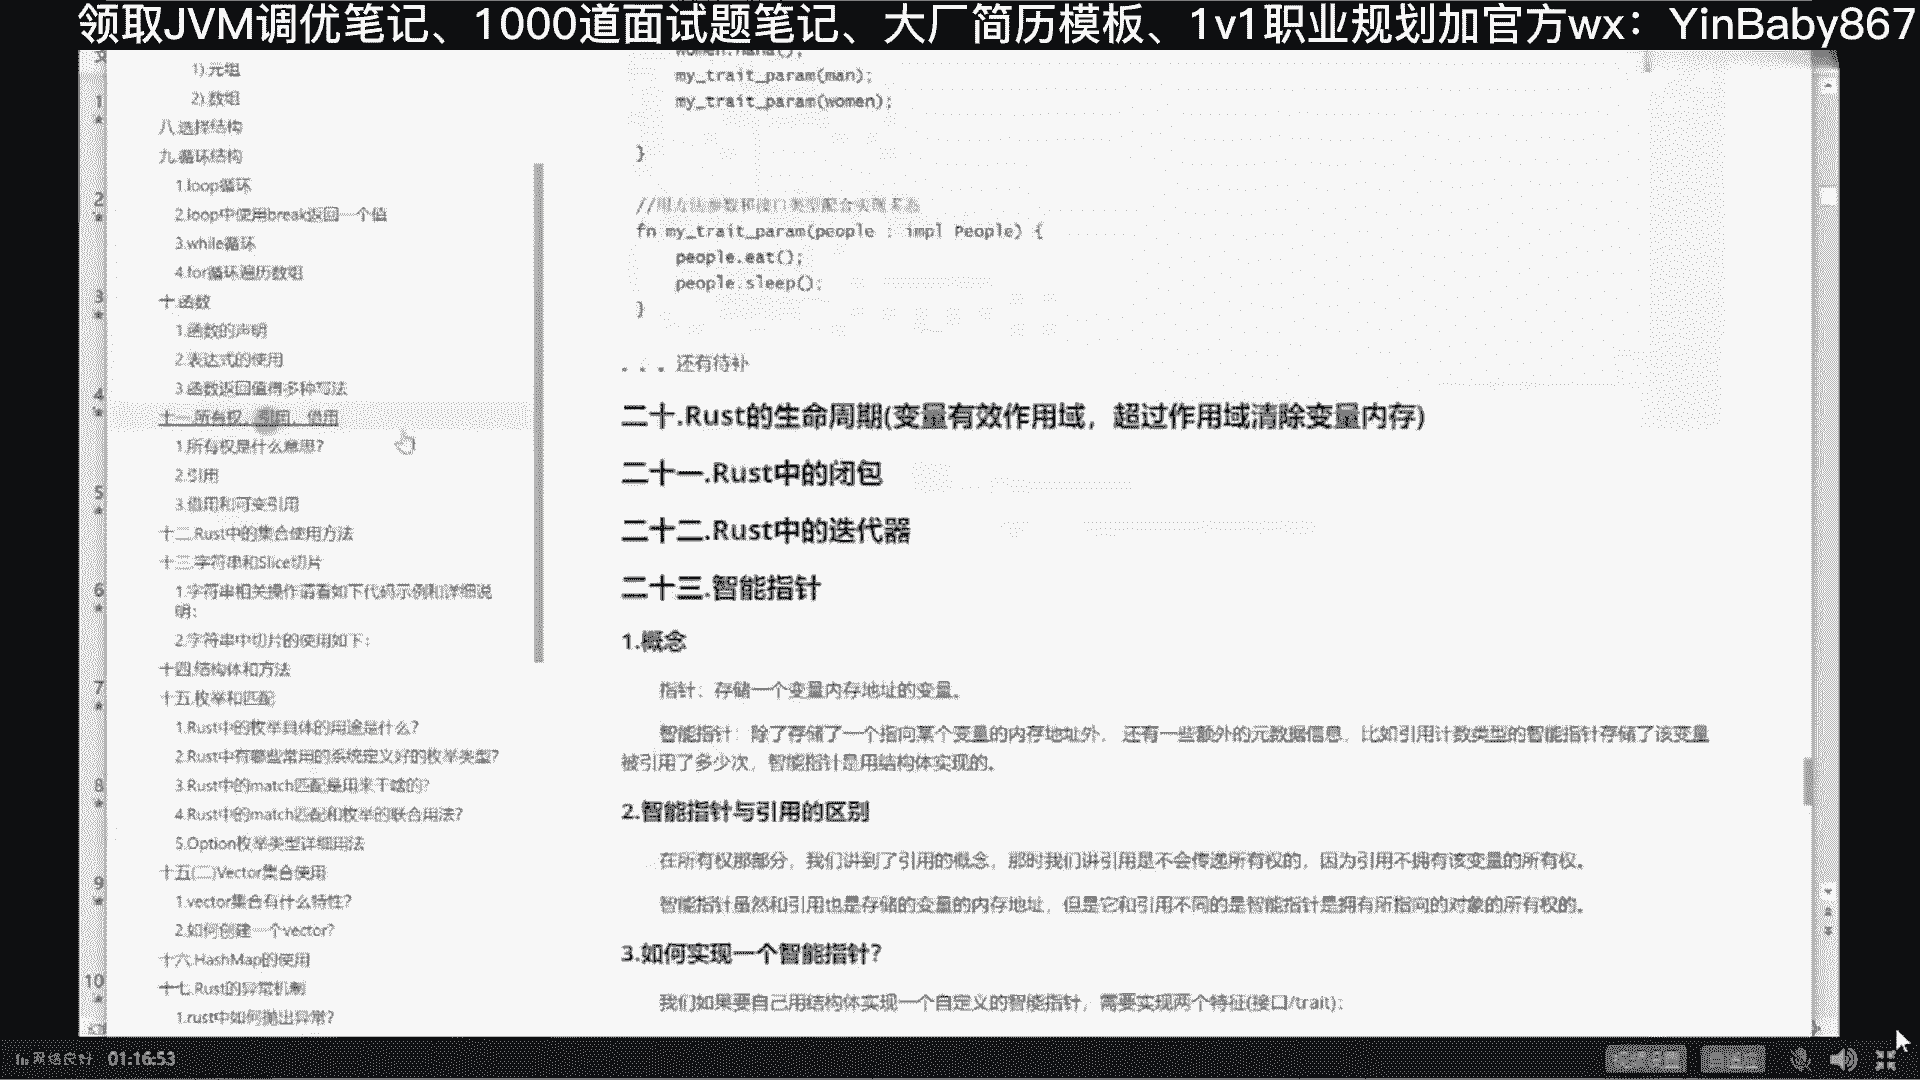 领取JVM调优笔记、1000道面试题笔记、大厂简历模板、1v1职业规划加官方wx：YinBaby867
1).元组
2).数组
八.选择结构
九.循环结构
1.loop循环
2.loop中使用break返回一个值
3.while循环
4.for循环遍历数组
十.函数
1.函数的声明
2.表达式的使用
3.函数返回值得多种写法
十一.所有权、引用、借用
1.所有权是什么意思?
2.引用
3.借用和可变引用
十二.Rust中的集合使用方法
十三.字符串和Slice切片
1.字符串相关操作请看如下代码示例和详细说
明：
2.字符串中切片的使用如下：
十四.结构体和方法
十五.枚举和匹配
1.Rust中的枚举具体的用途是什么?
2.Rust中有哪些常用的系统定义好的枚举类型?
3.Rust中的match匹配是用来干啥的?
4.Rust中的match匹配和枚举的联合用法?
5.Option枚举类型详细用法
十五(二)Vector集合使用
1.vector集合有什么特性?
2.如何创建一个vector?
十六.HashMap的使用
十七.Rust的异常机制
1.rust中如何抛出异常?
my_trait_param(man);
my_trait_param(women);
}
//用方法参数和接口类型配合实现多态
fn my_trait_param(people : impl People) {
people.eat();
people.sleep();
}
. . . 还有待补
二十.Rust的生命周期(变量有效作用域，超过作用域清除变量内存)
二十一.Rust中的闭包
二十二.Rust中的迭代器
二十三.智能指针
1.概念
指针：存储一个变量内存地址的变量。
智能指针：除了存储了一个指向某个变量的内存地址外， 还有一些额外的元数据信息，比如引用计数类型的智能指针存储了该变量
被引用了多少次，智能指针是用结构体实现的。
2.智能指针与引用的区别
在所有权那部分，我们讲到了引用的概念，那时我们讲引用是不会传递所有权的，因为引用不拥有该变量的所有权。
智能指针虽然和引用也是存储的变量的内存地址，但是它和引用不同的是智能指针是拥有所指向的对象的所有权的。
3.如何实现一个智能指针?
我们如果要自己用结构体实现一个自定义的智能指针，需要实现两个特征(接口/trait)：
1
2
3
4
5
6
7
8
9
10
网络良好 01:16:53